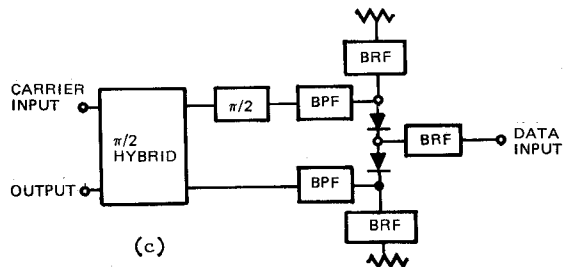 BRF
CARRIER
INPUT
π/2
BPF
π/2
HYBRID
BRF
DATA
INPUT
OUTPUT
BPF
BRF
(c)